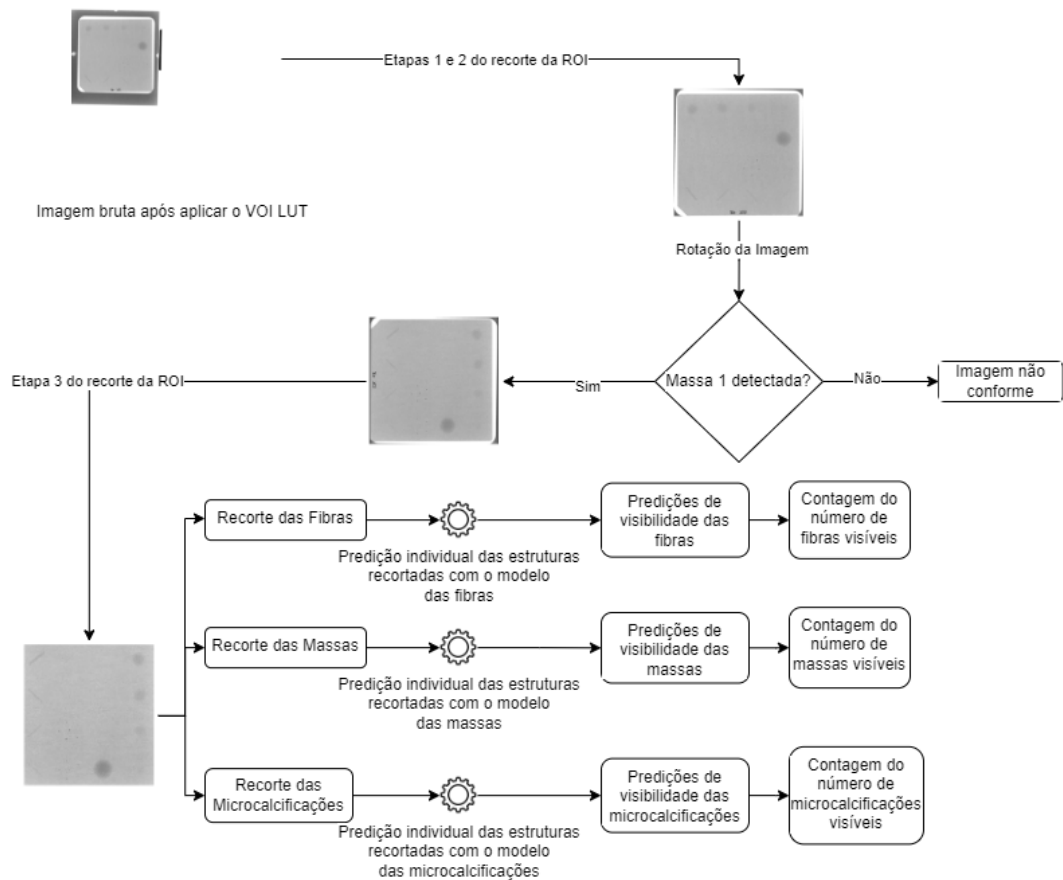 Etapas 1 e 2 do recorte da ROI
Imagem bruta após aplicar o VOI LUT
Rotação da Imagem
Massa 1 detectada?
Não
Imagem não
conforme
Sim
Etapa 3 do recorte da ROI
Recorte das Fibras
Predição individual das estruturas
recortadas com o modelo
das fibras
Predições de
visibilidade das
fibras
Contagem do
número de
fibras visíveis
Recorte das Massas
Predição individual das estruturas
recortadas com o modelo
das massas
Predições de
visibilidade das
massas
Contagem do
número de
massas visíveis
Recorte das
Microcalcificações
Predição individual das estruturas
recortadas com o modelo
das microcalcificações
Predições de
visibilidade das
microcalcificações
Contagem do
número de
microcalcificações
visíveis